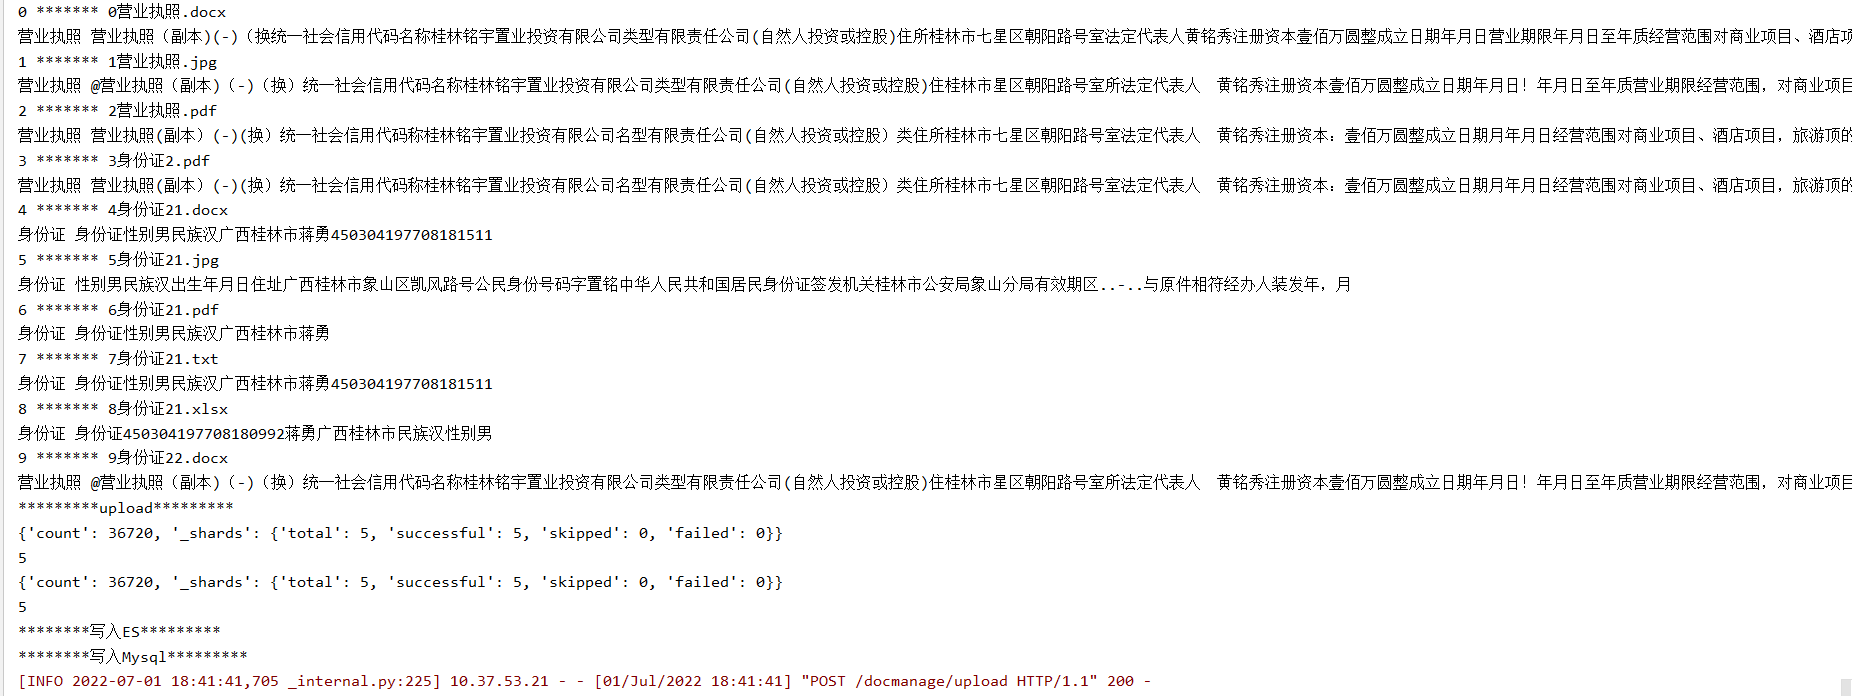 0 ******* 0营业执照.docx
营业执照 营业执照（副本)(-)（换统一社会信用代码名称桂林铭宇置业投资有限公司类型有限责任公司(自然人投资或控股)住所桂林市七星区朝阳路号室法定代表人黄铭秀注册资本壹佰万圆整成立日期年月日营业期限年月日至年质经营范围对商业项目、酒店项
1 ******* 1营业执照.jpg
营业执照 @营业执照（副本)（-)（换）统一社会信用代码名称桂林铭宇置业投资有限公司类型有限责任公司(自然人投资或控股)住桂林市星区朝阳路号室所法定代表人　黄铭秀注册资本壹佰万圆整成立日期年月日！年月日至年质营业期限经营范围，对商业项目
2 ******* 2营业执照.pdf
营业执照 营业执照(副本）(-)(换）统一社会信用代码称桂林铭宇置业投资有限公司名型有限责任公司(自然人投资或控股）类住所桂林市七星区朝阳路号室法定代表人　黄铭秀注册资本：壹佰万圆整成立日期月年月日经营范围对商业项目、酒店项目，旅游顶的
3 ******* 3身份证2.pdf
营业执照 营业执照(副本）(-)(换）统一社会信用代码称桂林铭宇置业投资有限公司名型有限责任公司(自然人投资或控股）类住所桂林市七星区朝阳路号室法定代表人　黄铭秀注册资本：壹佰万圆整成立日期月年月日经营范围对商业项目、酒店项目，旅游顶的
4 ******* 4身份证21.docx
身份证 身份证性别男民族汉广西桂林市蒋勇450304197708181511
5 ******* 5身份证21.jpg
身份证 性别男民族汉出生年月日住址广西桂林市象山区凯风路号公民身份号码字置铭中华人民共和国居民身份证签发机关桂林市公安局象山分局有效期区..-..与原件相符经办人装发年，月
6 ******* 6身份证21.pdf
身份证 身份证性别男民族汉广西桂林市蒋勇
7 ******* 7身份证21.txt
身份证 身份证性别男民族汉广西桂林市蒋勇450304197708181511
8 ******* 8身份证21.xlsx
身份证 身份证450304197708180992蒋勇广西桂林市民族汉性别男
9 ******* 9身份证22.docx
营业执照 @营业执照（副本)（-)（换）统一社会信用代码名称桂林铭宇置业投资有限公司类型有限责任公司(自然人投资或控股)住桂林市星区朝阳路号室所法定代表人　黄铭秀注册资本壹佰万圆整成立日期年月日！年月日至年质营业期限经营范围，对商业项目
*********upload*********
{'count': 36720, '_shards': {'total': 5, 'successful': 5, 'skipped': 0, 'failed': 0}}
5
{'count': 36720, '_shards': {'total': 5, 'successful': 5, 'skipped': 0, 'failed': 0}}
5
********写入ES*********
********写入Mysql*********
[INFO 2022-07-01 18:41:41,705 _internal.py:225] 10.37.53.21 - - [01/Jul/2022 18:41:41] "POST /docmanage/upload HTTP/1.1" 200 -